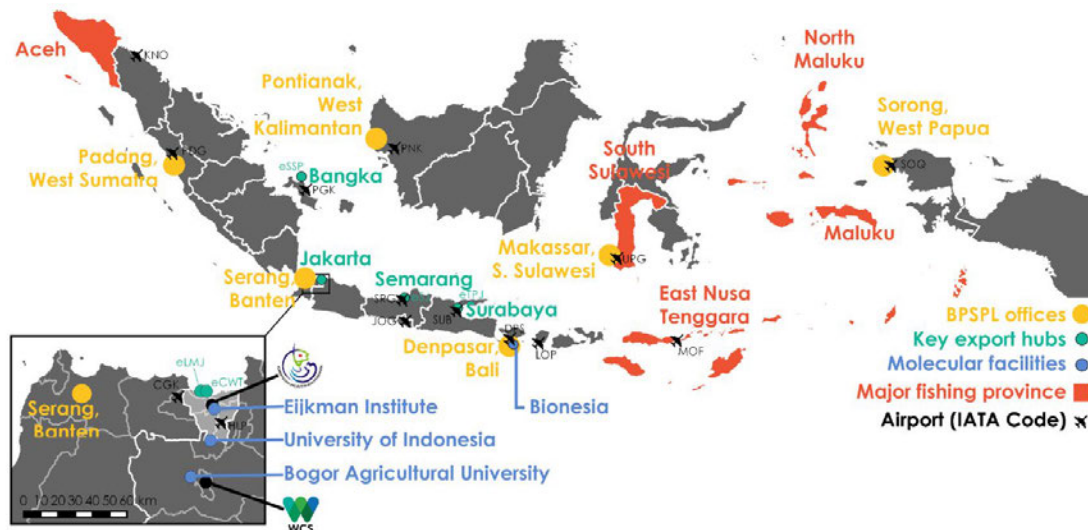 Aceh
KNO
North
Maluku
Pontianak,
West
Kalimantan
PNK
Sorong,
West Papua
SOQ
PDG
Padang,
West Sumatra
eSSP
Bangka
PGK
South
Sulawesi
Maluku
Makassar,
S. Sulawesi
UPG
Jakarta
Serang,
Banten
Semarang
SRG
eTPJ
Surabaya
SUB
JOG
East Nusa
Tenggara
MOF
DPS
LOP
Denpasar,
Bali
Bionesia
BPSPL offices
Key export hubs
Molecular facilities
Major fishing province
Airport (IATA Code)
eLMJ
eCWT
CGK
Serang,
Banten
HLP
Eijkman Institute
University of Indonesia
Bogor Agricultural University
0 10 20 30 40 50 60 km
WCS